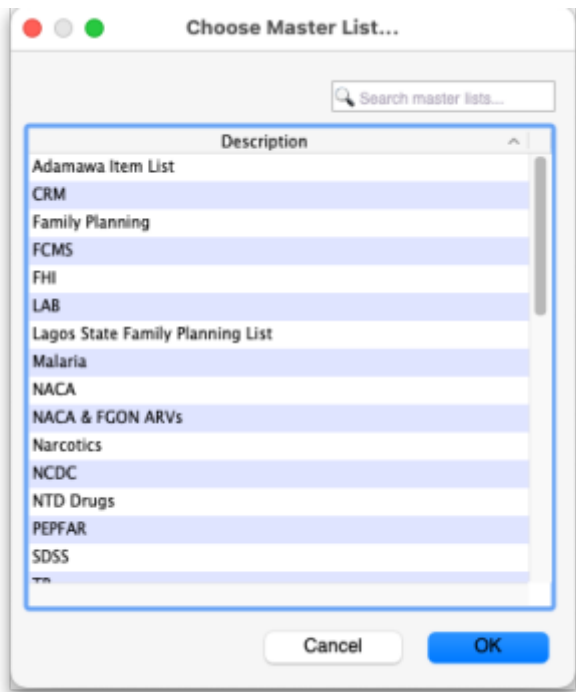 Choose Master List...
Search master lists...
Description
Adamawa Item List
CRM
Family Planning
FCMS
FHI
LAB
Lagos State Family Planning List
Malaria
NACA
NACA & FGON ARVs
Narcotics
NCDC
NTD Drugs
PEPFAR
SDSS
Cancel
OK